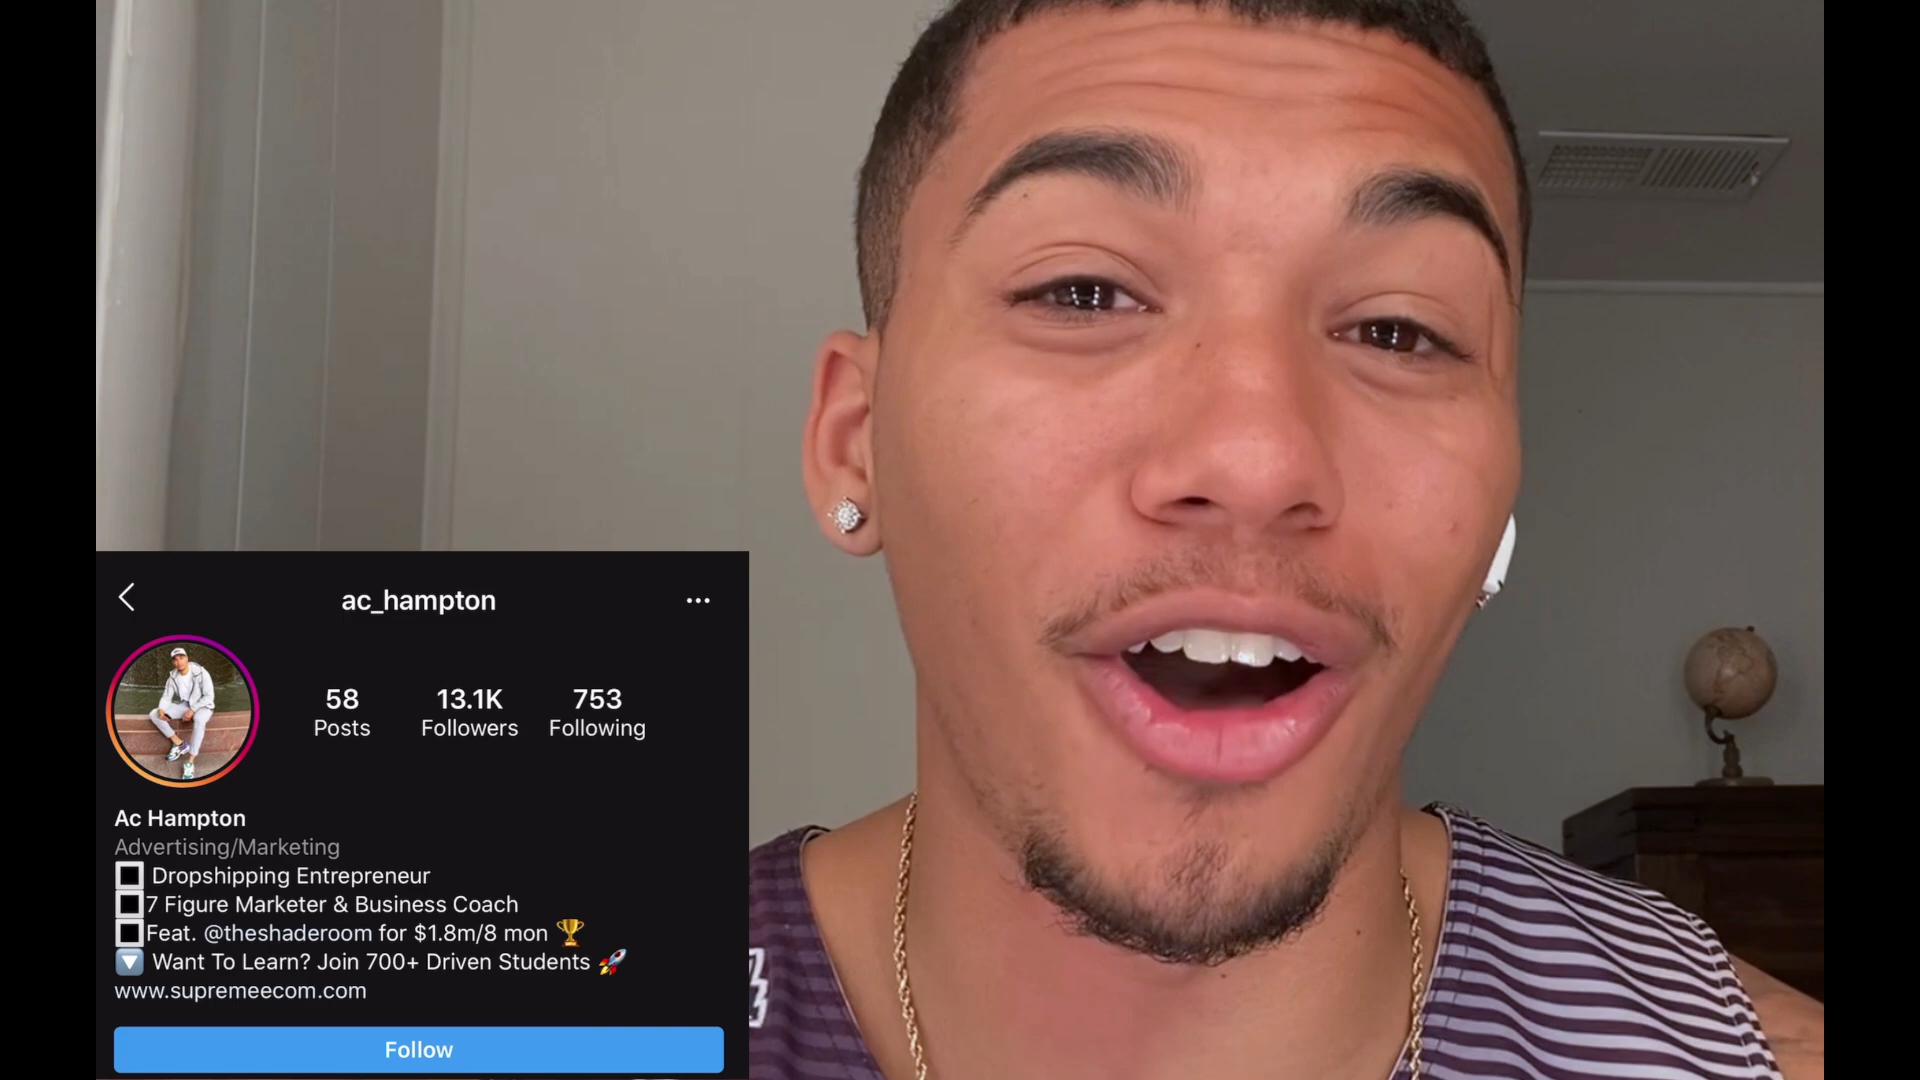 ac_hampton
58 13.1K 753
Posts Followers Following
Ac Hampton
Advertising/Marketing
Dropshipping Entrepreneur
7 Figure Marketer & Business Coach
Feat. @theshaderoom for $1.8m/8 mon 🏆
Want To Learn? Join 700+ Driven Students 🚀
www.supremeecom.com
Follow